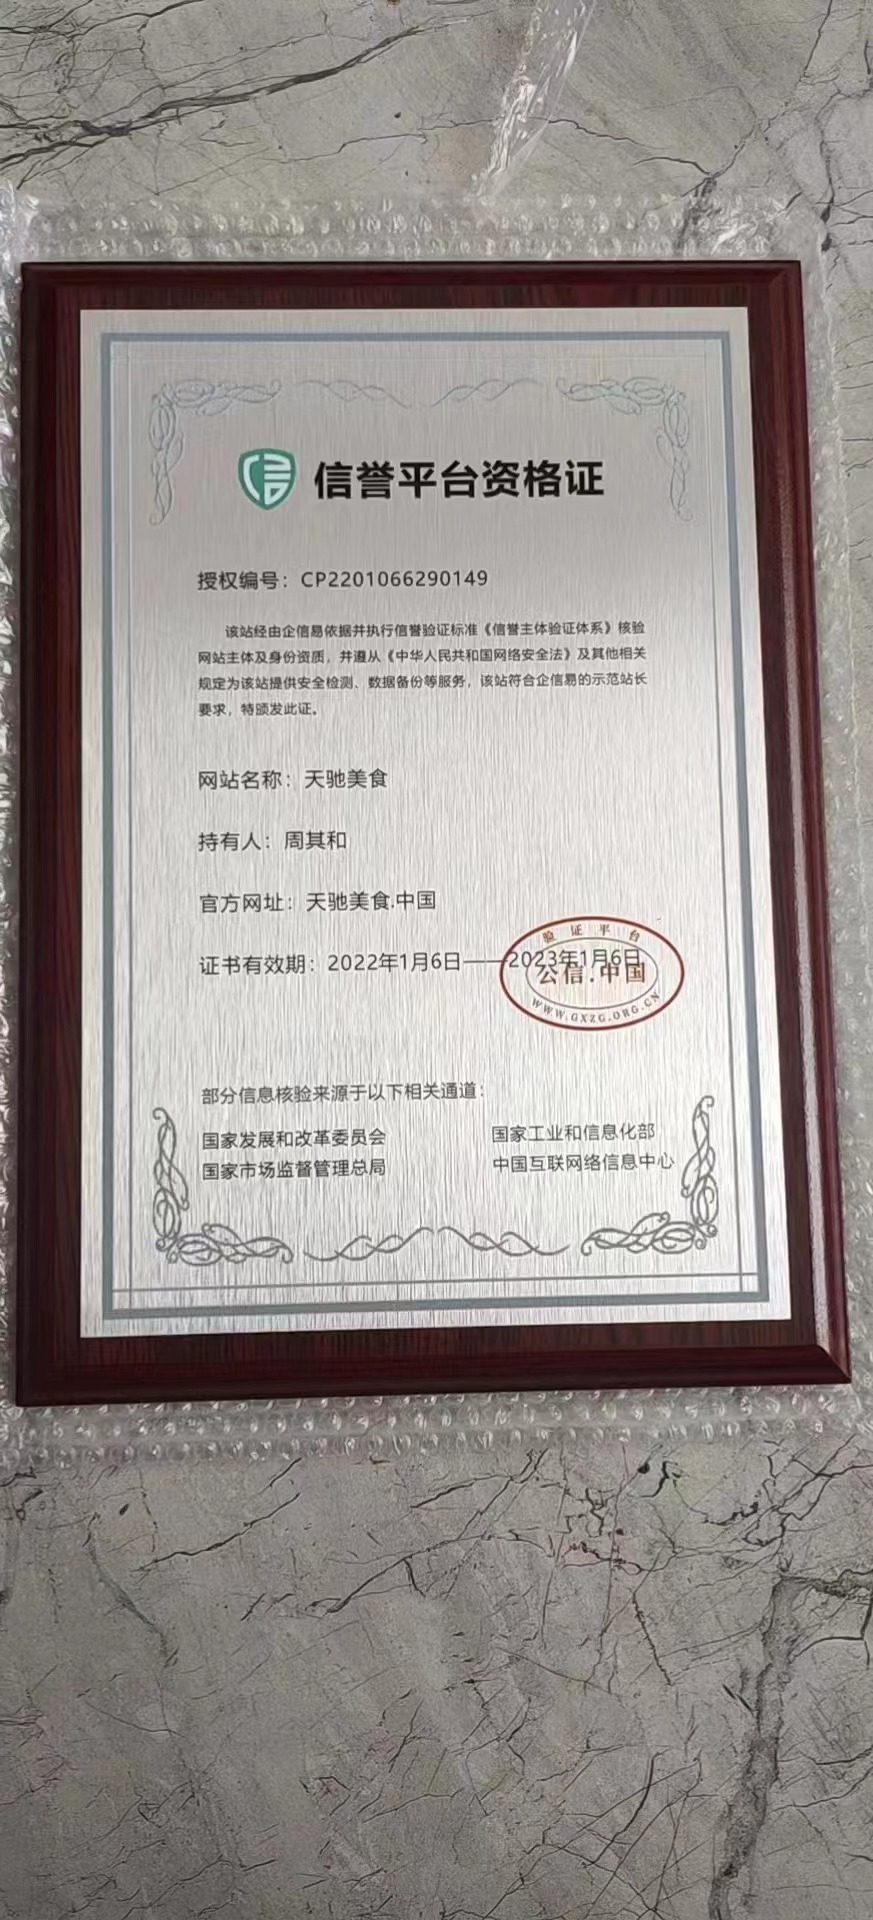 信誉平台资格证
授权编号：CP2201066290149
该站经由企信易依据并执行信誉验证标准《信誉主体验证体系》核验
网站主体及身份资质，并遵从《中华人民共和国网络安全法》及其他相关
规定为该站提供安全检测、数据备份等服务，该站符合企信易的示范站长
要求，特颁发此证。
网站名称：天驰美食
持有人：周其和
官方网址：天驰美食.中国
证书有效期：2022年1月6日——2023年1月6日
验证平台
公信.中国
WWW.GXZG.ORG.CN
部分信息核验来源于以下相关通道：
国家发展和改革委员会 国家工业和信息化部
国家市场监督管理总局 中国互联网络信息中心